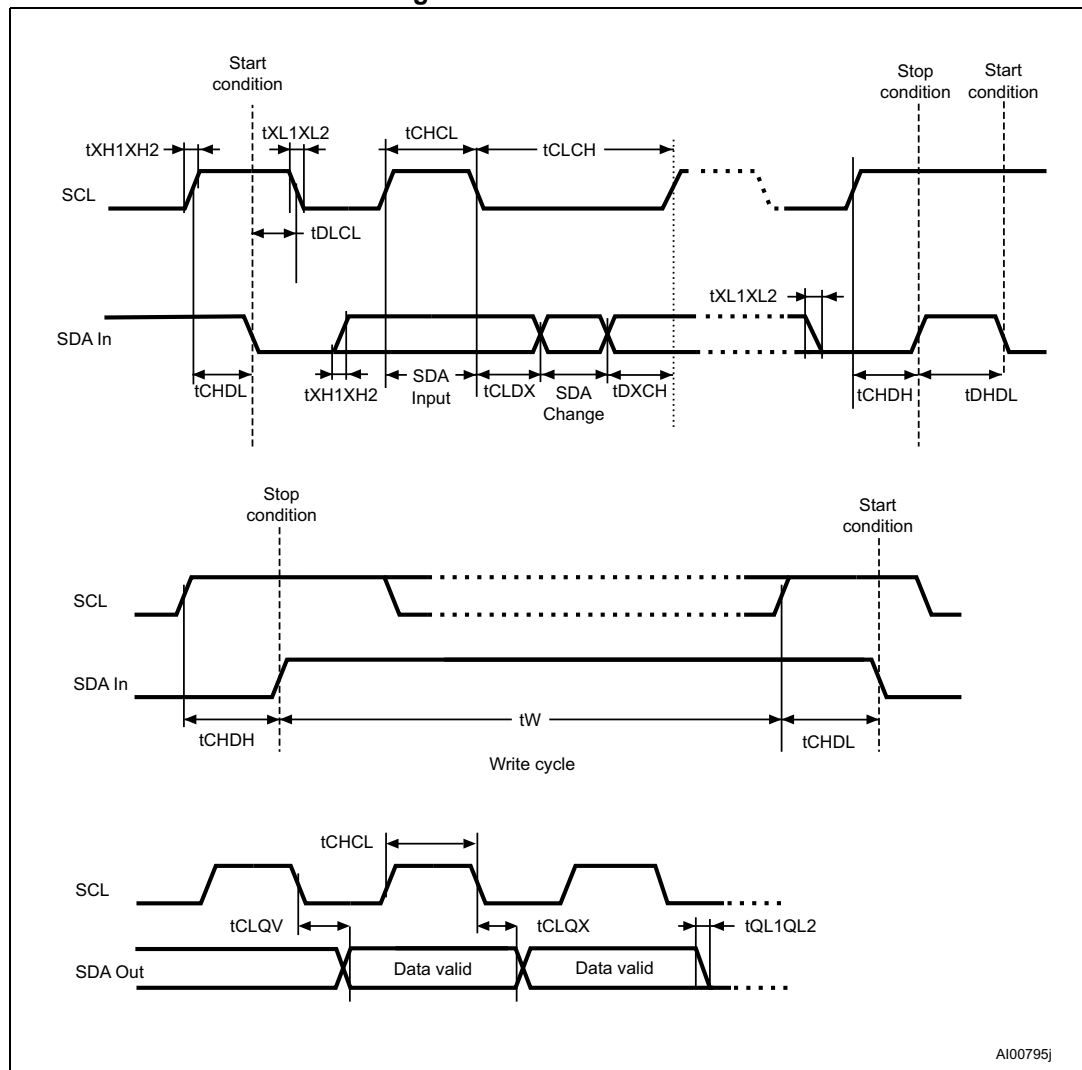 Start
condition
Stop
condition
Start
condition
tXH1XH2
tXL1XL2
tCHCL
tCLCH
SCL
tDLCL
tXL1XL2
SDA In
tCHDL
tXH1XH2
SDA
Input
tCLDX
SDA
Change
tDXCH
tCHDH
tDHDL
Stop
condition
Start
condition
SCL
SDA In
tCHDH
tW
tCHDL
Write cycle
tCHCL
SCL
tCLQV
tCLQX
tQL1QL2
SDA Out
Data valid
Data valid
AI00795j